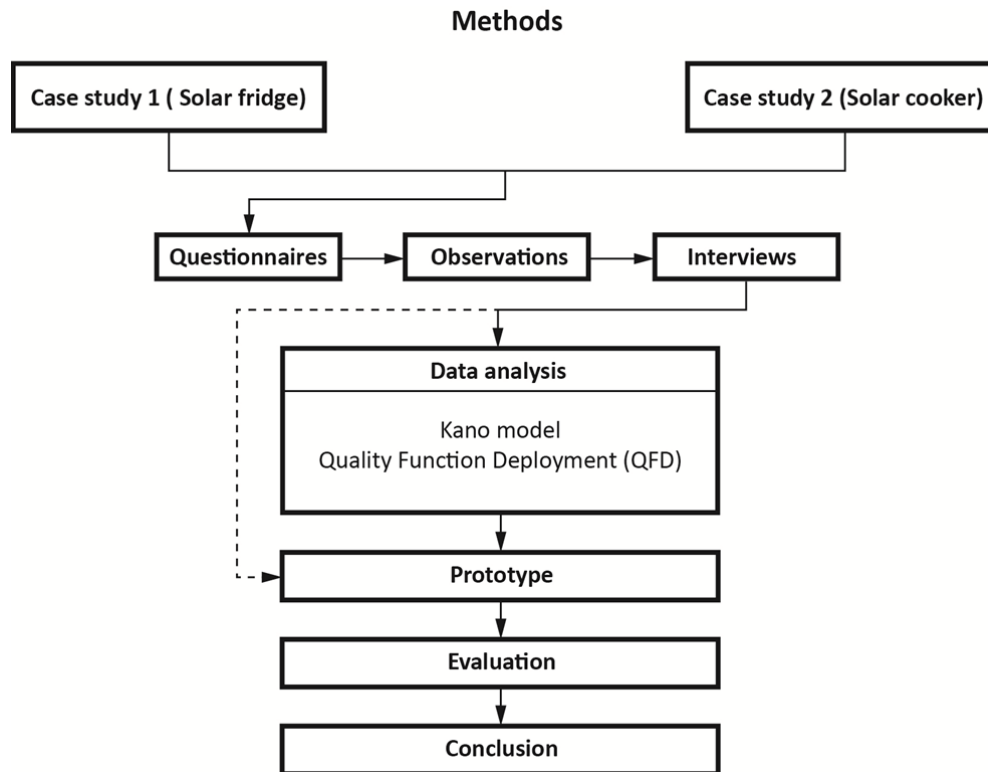 Methods
Case study 1 ( Solar fridge)
Case study 2 (Solar cooker)
Questionnaires
Observations
Interviews
Data analysis
Kano model
Quality Function Deployment (QFD)
Prototype
Evaluation
Conclusion